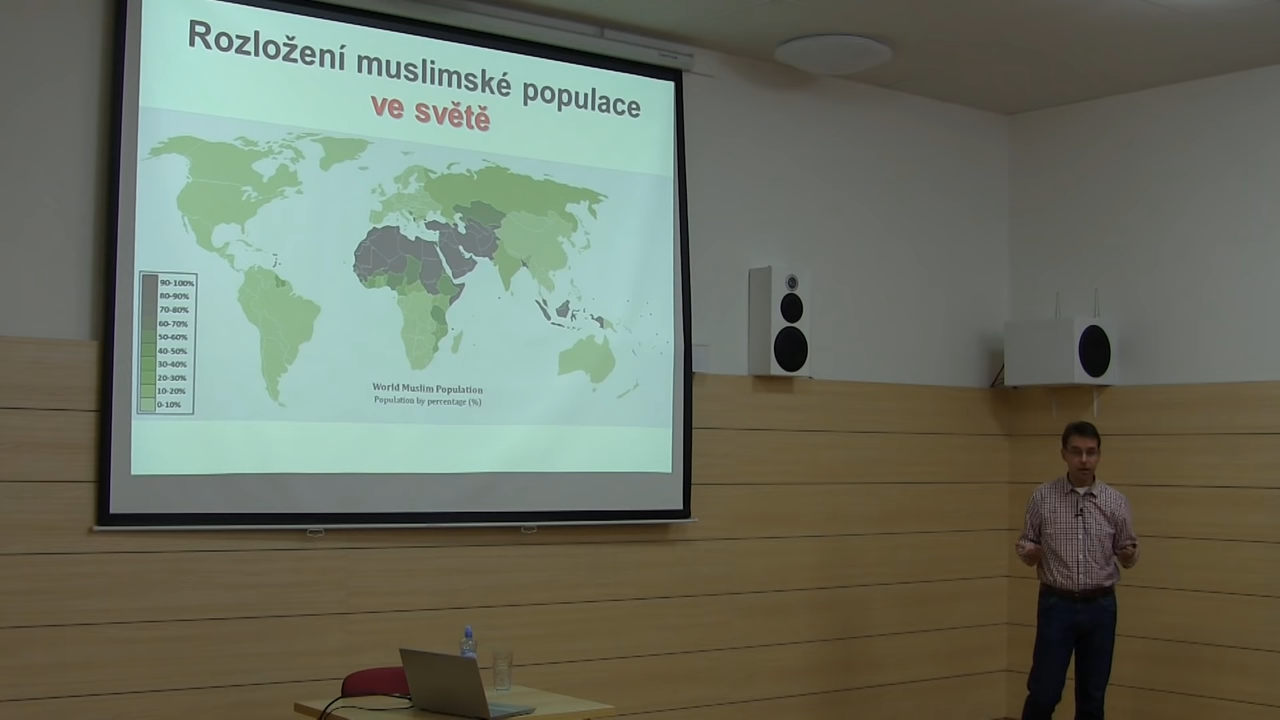 Rozložení muslimské populace
ve světě
90-100%
80-90%
70-80%
60-70%
50-60%
40-50%
30-40%
20-30%
10-20%
0-10%
World Muslim Population
Population by percentage (%)